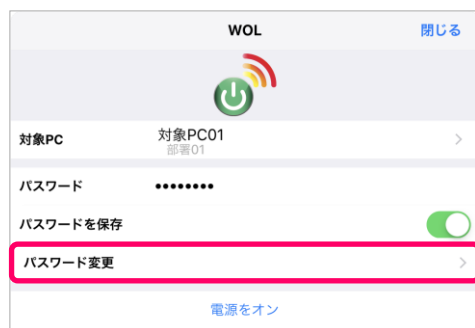 WOL 閉じる
対象PC 対象PC01
部署01
パスワード ••••••••
パスワードを保存
パスワード変更
電源をオン